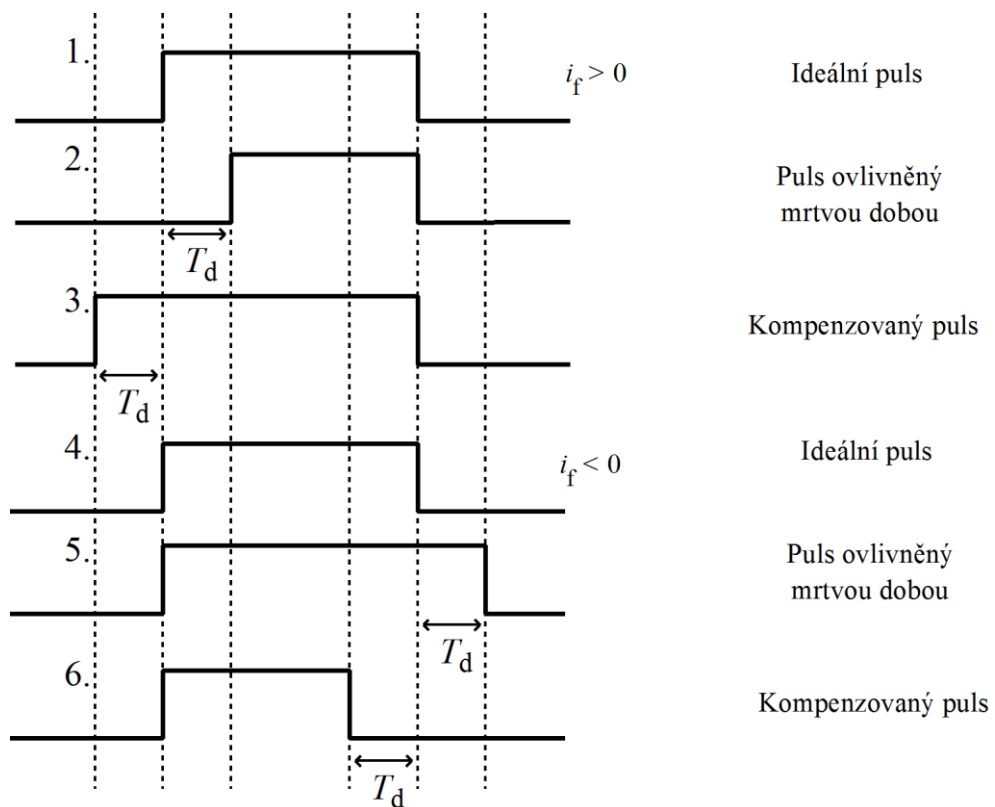 1.
i_f > 0
Ideální puls
2.
Puls ovlivněný
mrtvou dobou
T_d
3.
Kompenzovaný puls
T_d
4.
i_f < 0
Ideální puls
5.
Puls ovlivněný
mrtvou dobou
T_d
6.
Kompenzovaný puls
T_d